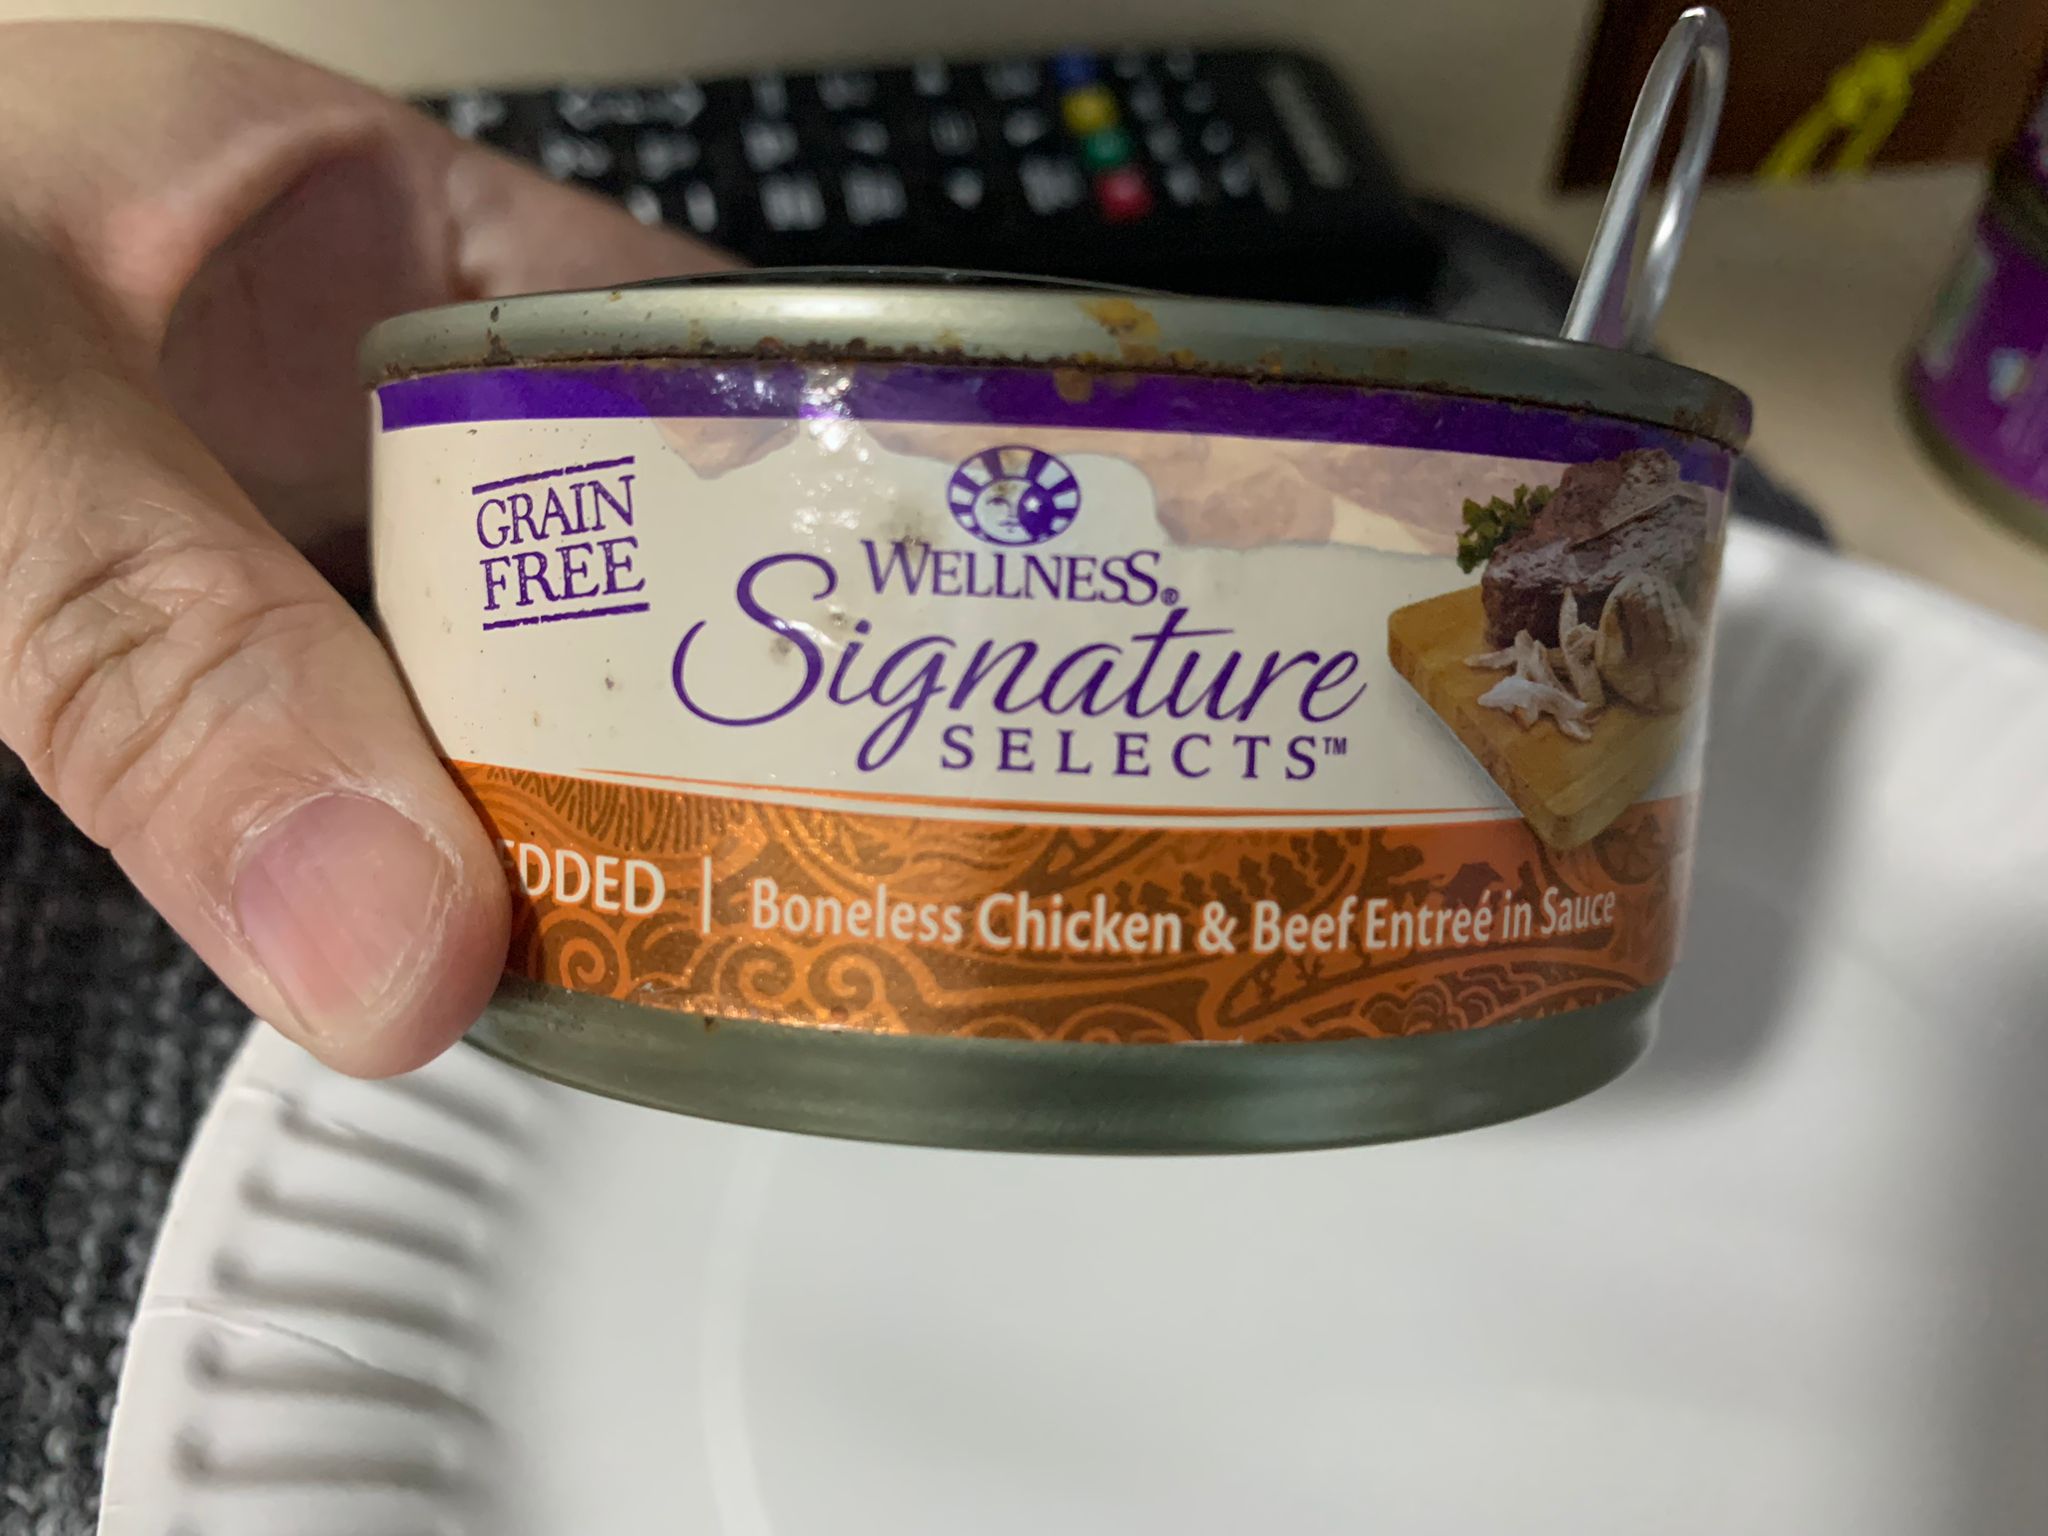 GRAIN
FREE
WELLNESS®
Signature
SELECTS™
EDDED | Boneless Chicken & Beef Entreé in Sauce